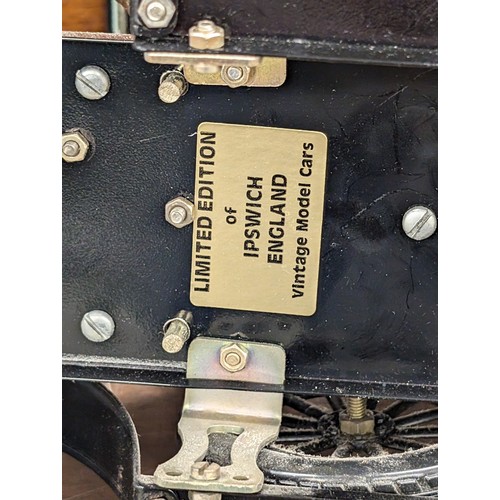 LIMITED EDITION
of
IPSWICH
ENGLAND
Vintage Model Cars